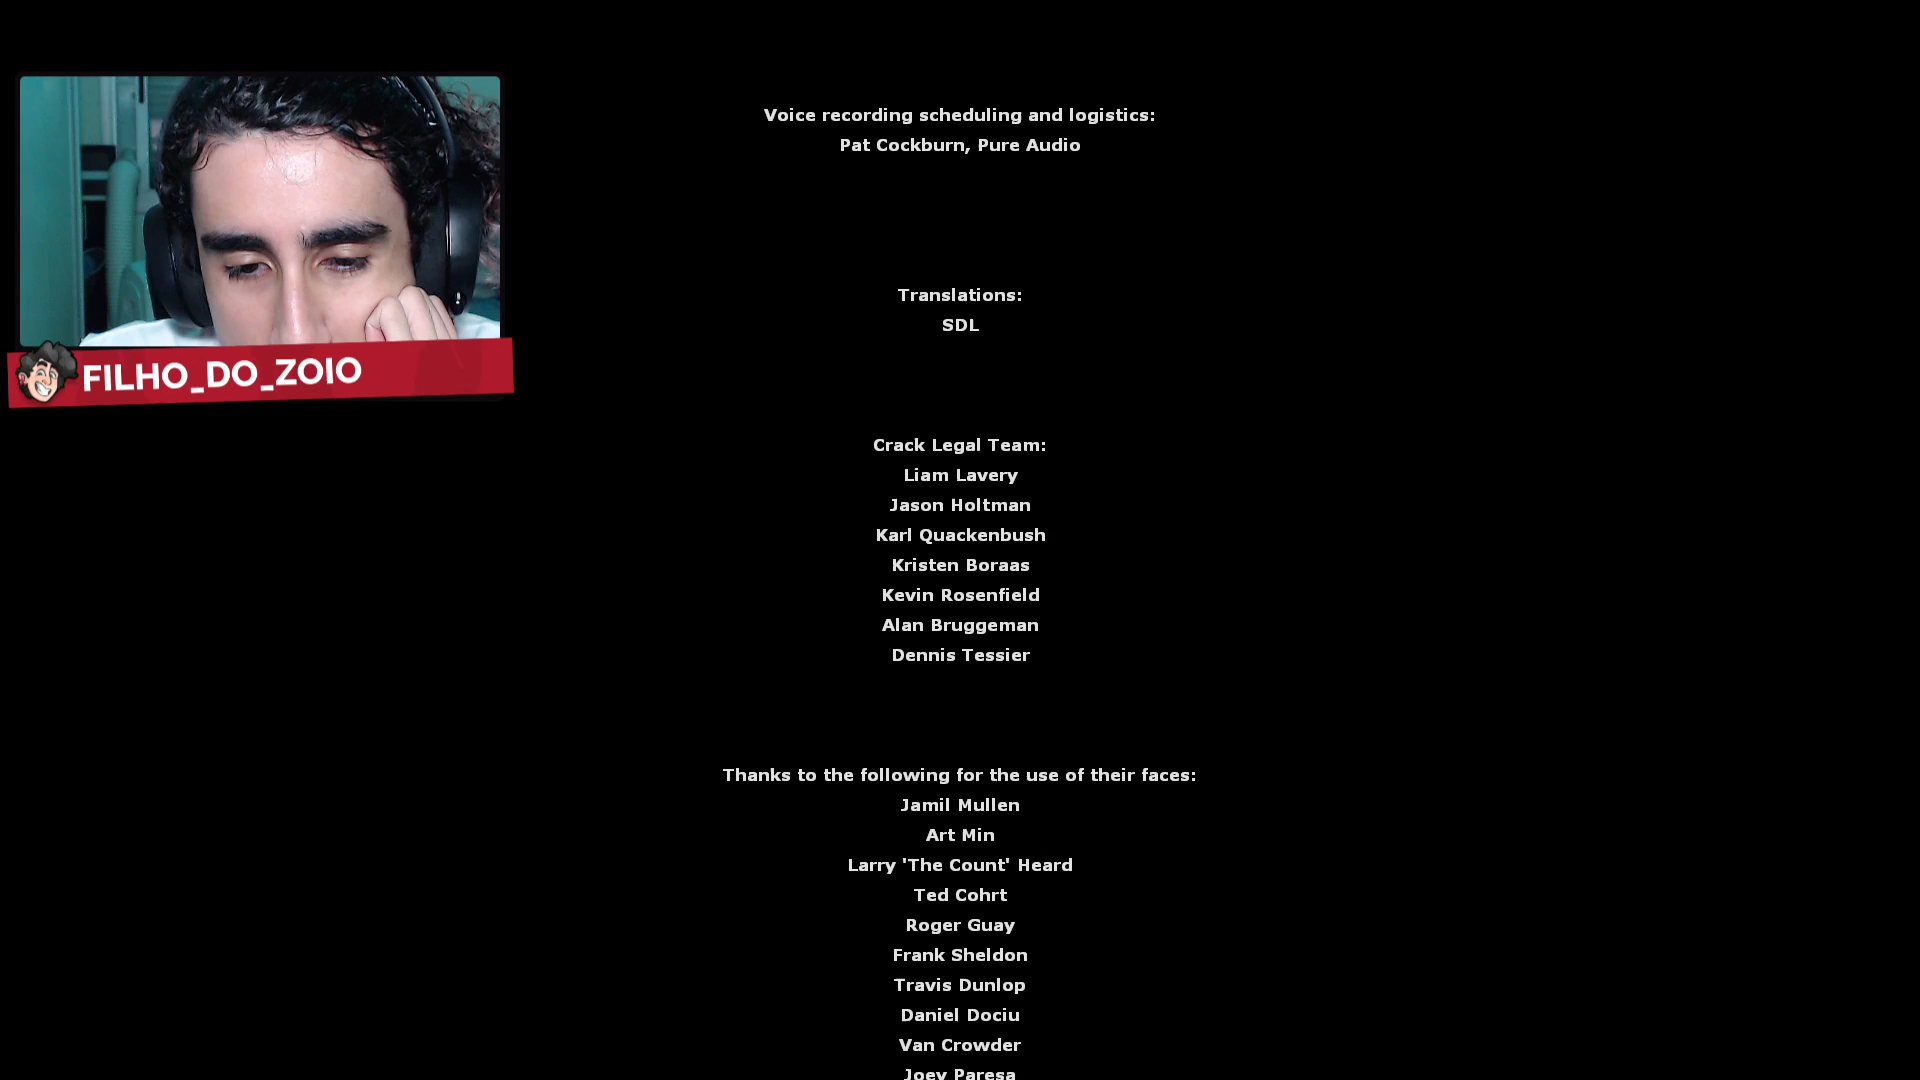 Voice recording scheduling and logistics:
Pat Cockburn, Pure Audio
Translations:
SDL
FILHO_DO_ZOIO
Crack Legal Team:
Liam Lavery
Jason Holtman
Karl Quackenbush
Kristen Boraas
Kevin Rosenfield
Alan Bruggeman
Dennis Tessier
Thanks to the following for the use of their faces:
Jamil Mullen
Art Min
Larry 'The Count' Heard
Ted Cohrt
Roger Guay
Frank Sheldon
Travis Dunlop
Daniel Dociu
Van Crowder
Joey Paresa